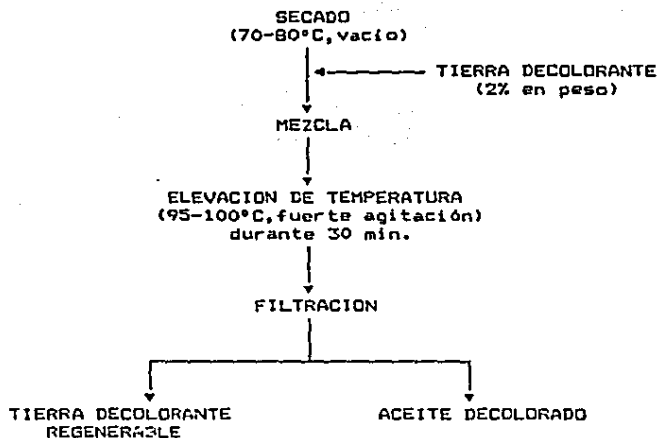 SECADO
(70-80°C, vacio)
TIERRA DECOLORANTE
(2% en peso)
MEZCLA
ELEVACION DE TEMPERATURA
(95-100°C, fuerte agitación)
durante 30 min.
FILTRACION
TIERRA DECOLORANTE
REGENERABLE
ACEITE DECOLORADO